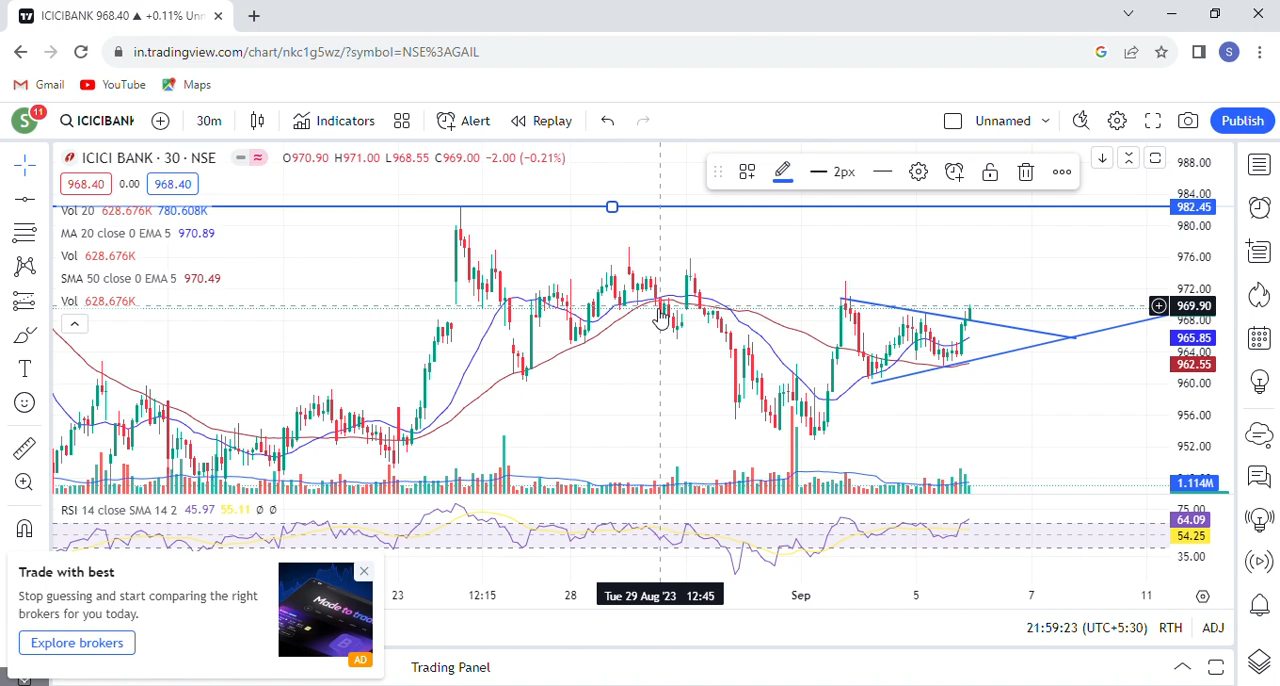 ICICIBANK 968.40 ▲ +0.11% Unn
in.tradingview.com/chart/nkc1g5wz/?symbol=NSE%3AGAIL
S
Gmail YouTube Maps
S 11 ICICIBANK 30m Indicators Alert Replay Unnamed Publish
ICICI BANK · 30 · NSE O970.90 H971.00 L968.55 C969.00 -2.00 (-0.21%)
968.40 0.00 968.40
Vol 20 628.676K 780.608K
MA 20 close 0 EMA 5 970.89
Vol 628.676K
SMA 50 close 0 EMA 5 970.49
Vol 628.676K
2px
988.00
984.00
982.45
980.00
976.00
972.00
969.90
968.00
965.85
964.00
962.55
960.00
956.00
952.00
1.114M
RSI 14 close SMA 14 2 45.97 55.11 Ø Ø
75.00
64.09
54.25
35.00
23 12:15 28 Tue 29 Aug '23 12:45 Sep 5 7 11
Trade with best
Stop guessing and start comparing the right
brokers for you today.
Explore brokers
Made to trade
AD
21:59:23 (UTC+5:30) RTH ADJ
Trading Panel